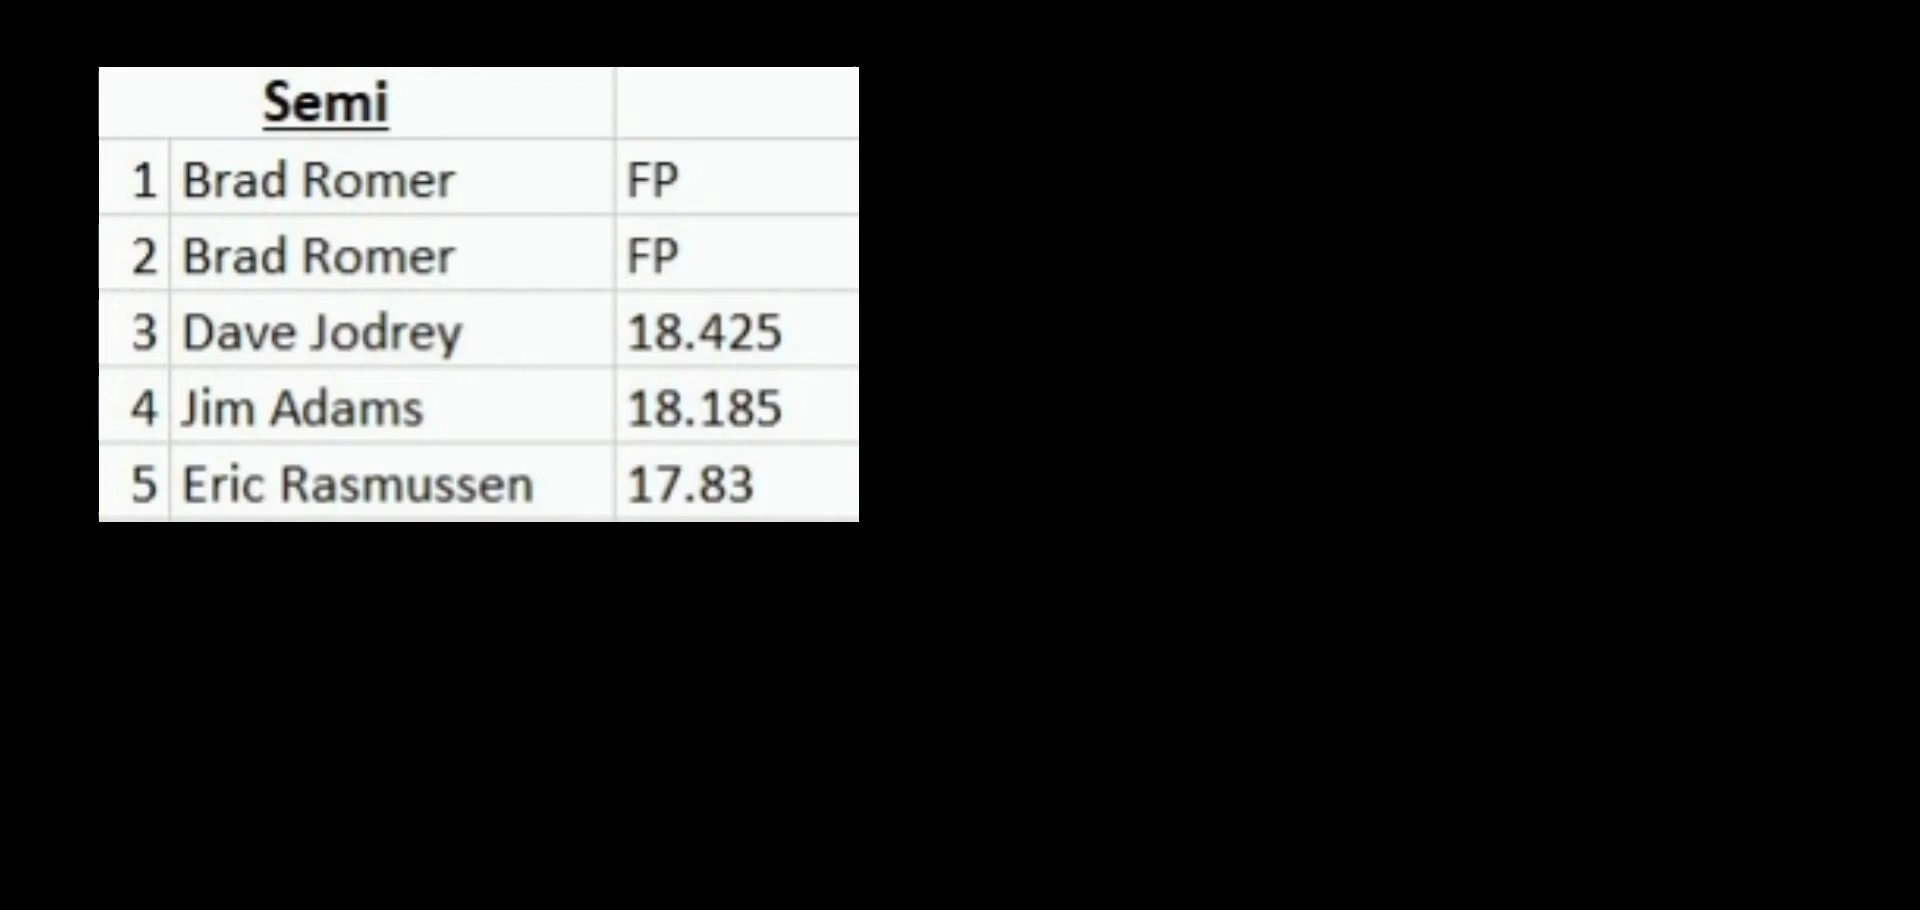 Semi
1 Brad Romer FP
2 Brad Romer FP
3 Dave Jodrey 18.425
4 Jim Adams 18.185
5 Eric Rasmussen 17.83